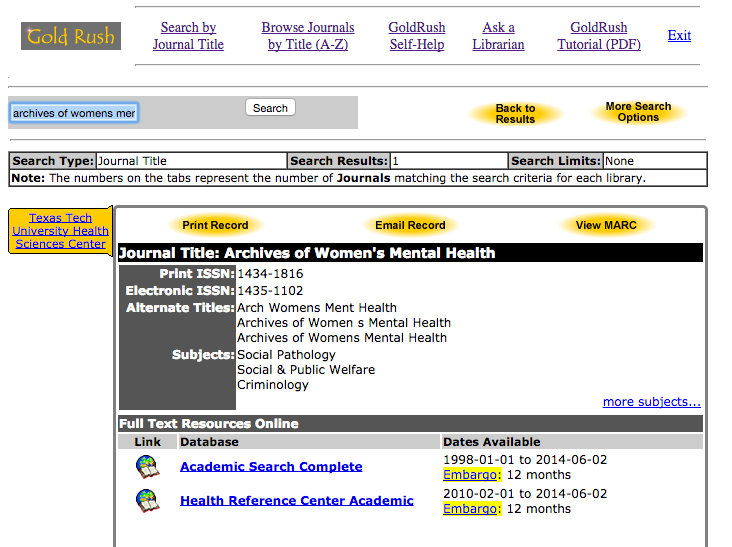 Gold Rush
Search by
Journal Title
Browse Journals
by Title (A-Z)
GoldRush
Self-Help
Ask a
Librarian
GoldRush
Tutorial (PDF)
Exit
archives of womens mer
Search
Back to
Results
More Search
Options
Search Type: Journal Title Search Results: 1 Search Limits: None
Note: The numbers on the tabs represent the number of Journals matching the search criteria for each library.
Texas Tech
University Health
Sciences Center
Print Record Email Record View MARC
Journal Title: Archives of Women's Mental Health
Print ISSN: 1434-1816
Electronic ISSN: 1435-1102
Alternate Titles: Arch Womens Ment Health
Archives of Women s Mental Health
Archives of Womens Mental Health
Subjects: Social Pathology
Social & Public Welfare
Criminology
more subjects...
Full Text Resources Online
Link Database Dates Available
Academic Search Complete
1998-01-01 to 2014-06-02
Embargo: 12 months
Health Reference Center Academic
2010-02-01 to 2014-06-02
Embargo: 12 months